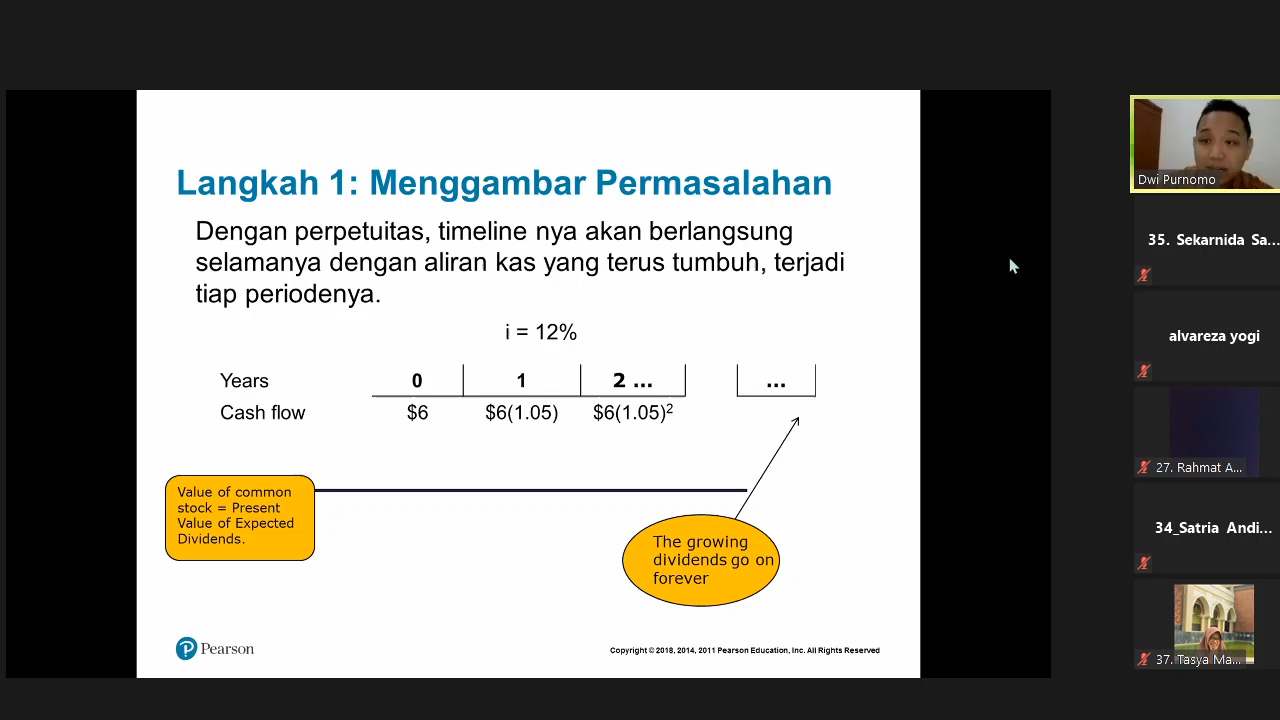 Langkah 1: Menggambar Permasalahan
Dengan perpetuitas, timeline nya akan berlangsung
selamanya dengan aliran kas yang terus tumbuh, terjadi
tiap periodenya.
i = 12%
Years 0 1 2 ... ...
Cash flow $6 $6(1.05) $6(1.05)²
Value of common
stock = Present
Value of Expected
Dividends.
The growing
dividends go on
forever
Pearson
Copyright © 2018, 2014, 2011 Pearson Education, Inc. All Rights Reserved
Dwi Purnomo
35. Sekarnida Sa...
alvareza yogi
27. Rahmat A...
34_Satria Andi...
37. Tasya Ma...